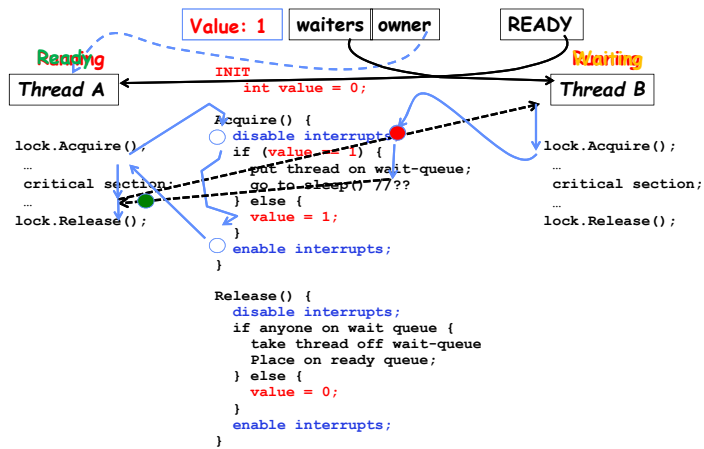 Value: 1
waiters
owner
READY
Ready
Running
Waiting
Running
Thread A
Thread B
INIT
int value = 0;
Acquire() {
disable interrupts;
if (value == 1) {
put thread on wait-queue;
go to sleep() //??
} else {
value = 1;
}
enable interrupts;
}
Release() {
disable interrupts;
if anyone on wait queue {
take thread off wait-queue
Place on ready queue;
} else {
value = 0;
}
enable interrupts;
}
lock.Acquire();
…
critical section;
…
lock.Release();
lock.Acquire();
…
critical section;
…
lock.Release();